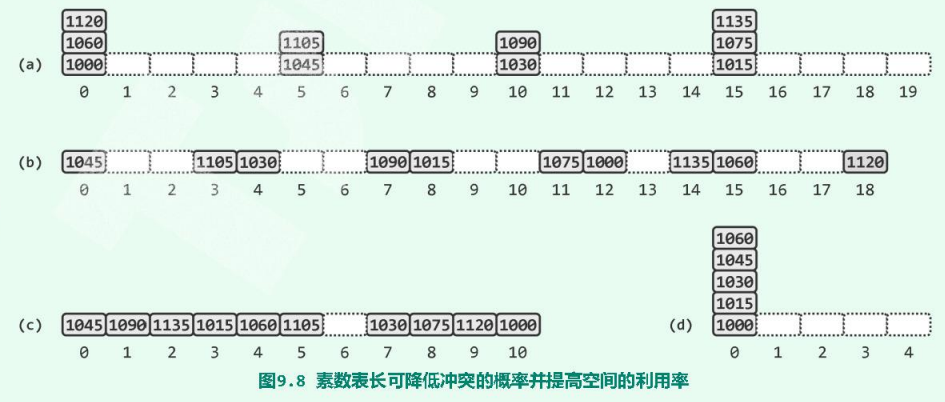 1120 1135
1060 1105 1090 1075
(a) 1000 1045 1030 1015
0 1 2 3 4 5 6 7 8 9 10 11 12 13 14 15 16 17 18 19
(b) 1045 1105 1030 1090 1015 1075 1000 1135 1060 1120
0 1 2 3 4 5 6 7 8 9 10 11 12 13 14 15 16 17 18
1060
1045
1030
1015
(c) 1045 1090 1135 1015 1060 1105 1030 1075 1120 1000 (d) 1000
0 1 2 3 4 5 6 7 8 9 10 0 1 2 3 4
图9.8 素数表长可降低冲突的概率并提高空间的利用率